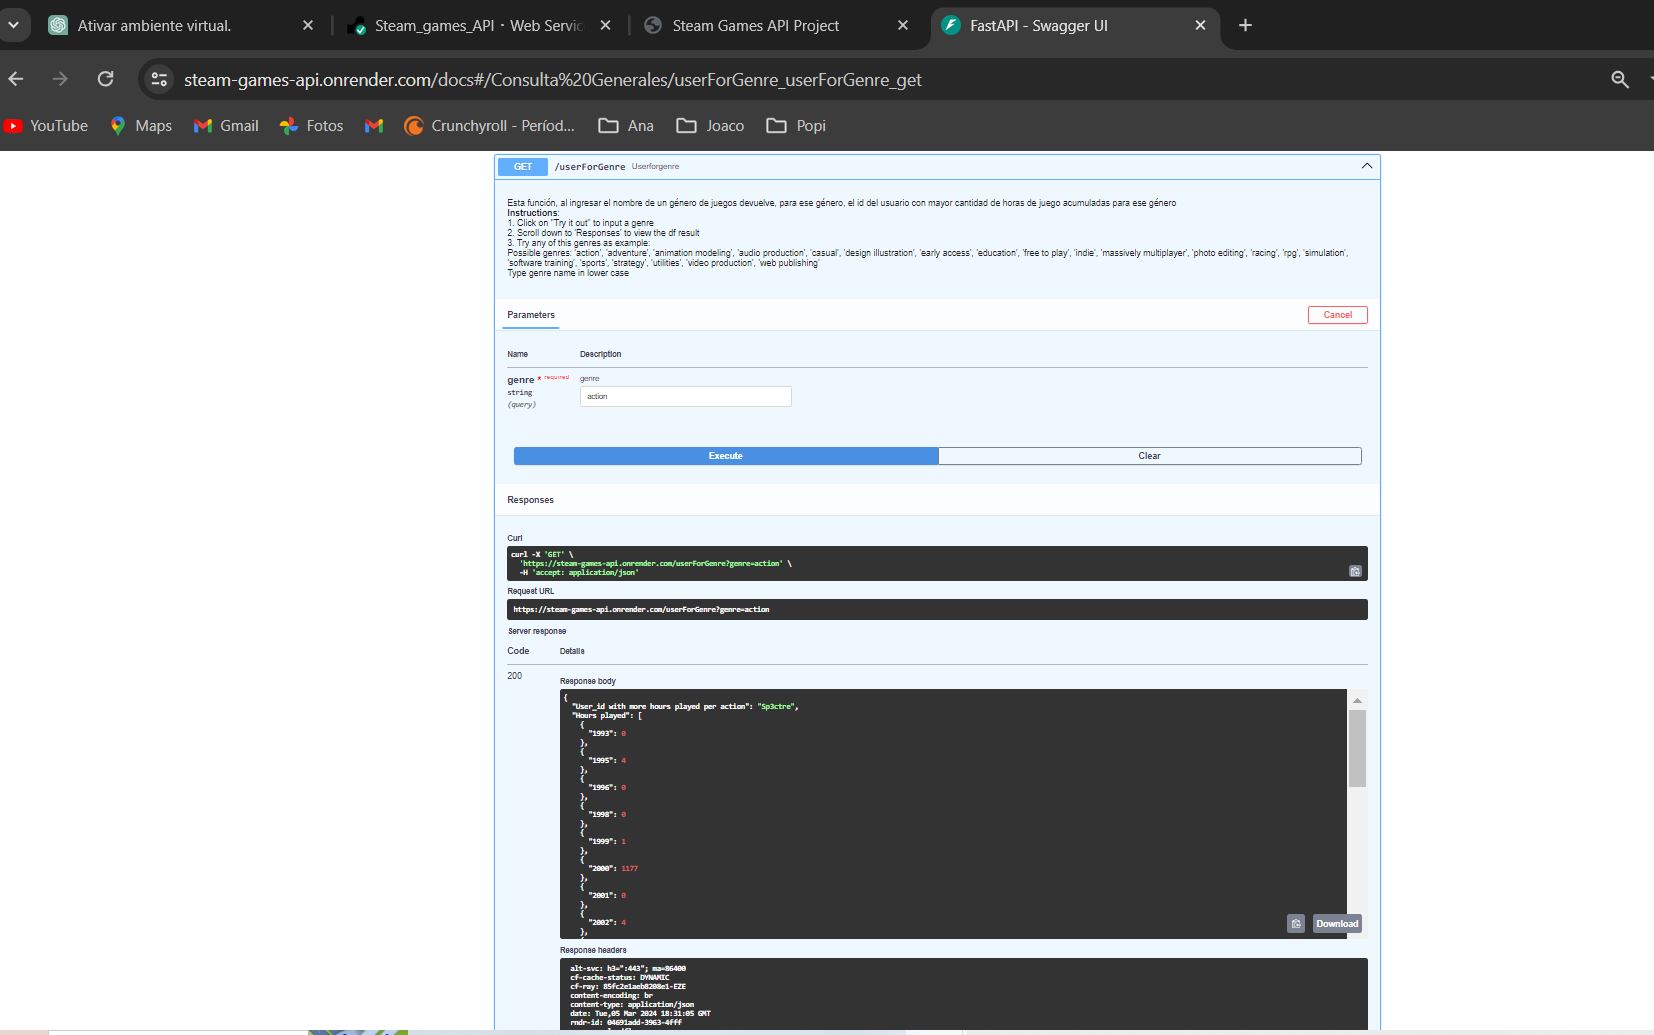 Ativar ambiente virtual.
Steam_games_API · Web Servic
Steam Games API Project
FastAPI - Swagger UI
steam-games-api.onrender.com/docs#/Consulta%20Generales/userForGenre_userForGenre_get
YouTube
Maps
Gmail
Fotos
Crunchyroll - Períod...
Ana
Joaco
Popi
GET /userForGenre Userforgenre
Esta función, al ingresar el nombre de un género de juegos devuelve, para ese género, el id del usuario con mayor cantidad de horas de juego acumuladas para ese género
Instructions:
1. Click on "Try it out" to input a genre
2. Scroll down to 'Responses' to view the df result
3. Try any of this genres as example:
Possible genres: 'action', 'adventure', 'animation modeling', 'audio production', 'casual', 'design illustration', 'early access', 'education', 'free to play', 'indie', 'massively multiplayer', 'photo editing', 'racing', 'rpg', 'simulation',
'software training', 'sports', 'strategy', 'utilities', 'video production', 'web publishing'
Type genre name in lower case
Parameters
Cancel
Name Description
genre * required
string
(query)
genre
action
Execute
Clear
Responses
Curl
curl -X 'GET' \
'https://steam-games-api.onrender.com/userForGenre?genre=action' \
-H 'accept: application/json'
Request URL
https://steam-games-api.onrender.com/userForGenre?genre=action
Server response
Code Details
200
Response body
{
"User_id with more hours played per action": "Sp3ctre",
"Hours played": [
{
"1993": 0
},
{
"1995": 4
},
{
"1996": 0
},
{
"1998": 0
},
{
"1999": 1
},
{
"2000": 1177
},
{
"2001": 0
},
{
"2002": 4
},
Download
Response headers
alt-svc: h3=":443"; ma=86400
cf-cache-status: DYNAMIC
cf-ray: 85fc2e1aeb8208e1-EZE
content-encoding: br
content-type: application/json
date: Tue,05 Mar 2024 18:31:05 GMT
rndr-id: 04691add-3963-4fff